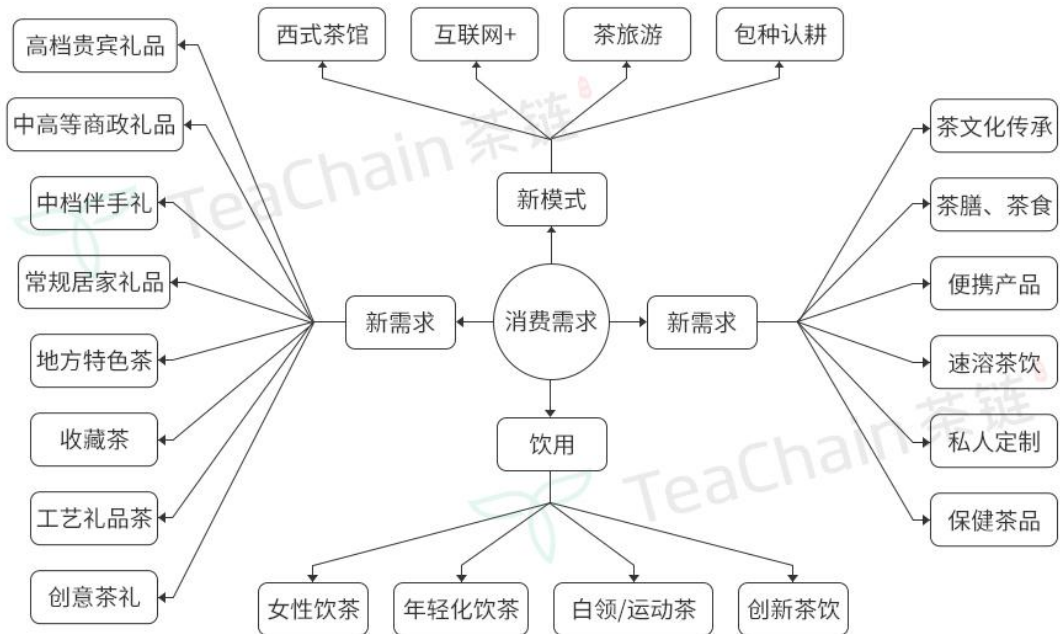 西式茶馆
互联网+
茶旅游
包种认耕
新模式
高档贵宾礼品
中高等商政礼品
中档伴手礼
常规居家礼品
地方特色茶
收藏茶
工艺礼品茶
创意茶礼
新需求
消费需求
新需求
茶文化传承
茶膳、茶食
便携产品
速溶茶饮
私人定制
保健茶品
饮用
女性饮茶
年轻化饮茶
白领/运动茶
创新茶饮
TeaChain 茶链
TeaChain 茶链